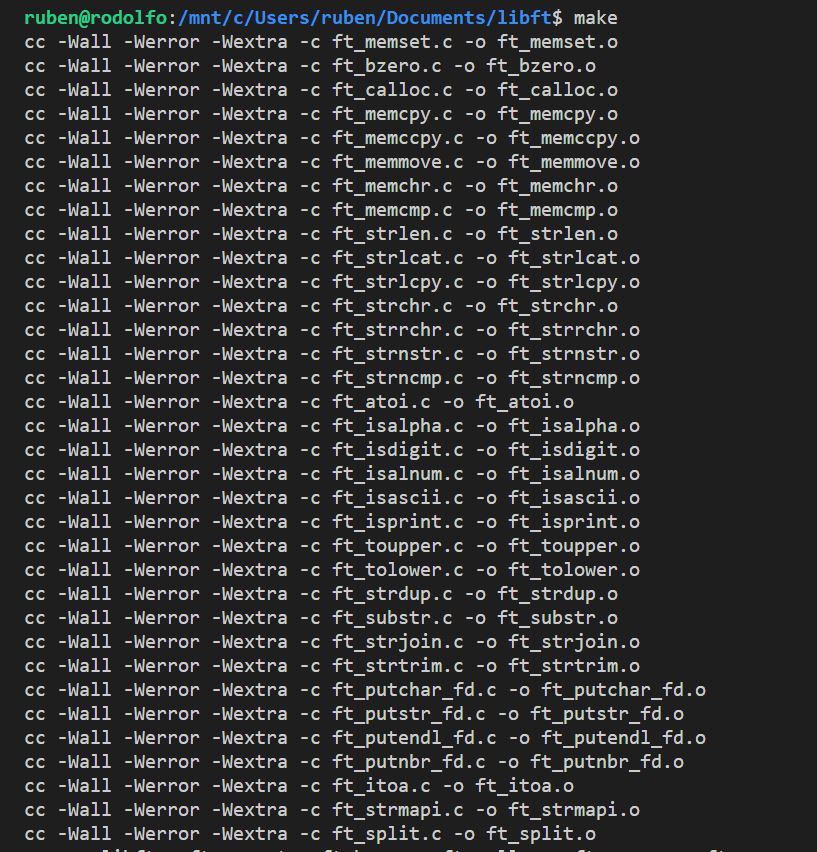 ruben@rodolfo:/mnt/c/Users/ruben/Documents/libft$ make
cc -Wall -Werror -Wextra -c ft_memset.c -o ft_memset.o
cc -Wall -Werror -Wextra -c ft_bzero.c -o ft_bzero.o
cc -Wall -Werror -Wextra -c ft_calloc.c -o ft_calloc.o
cc -Wall -Werror -Wextra -c ft_memcpy.c -o ft_memcpy.o
cc -Wall -Werror -Wextra -c ft_memccpy.c -o ft_memccpy.o
cc -Wall -Werror -Wextra -c ft_memmove.c -o ft_memmove.o
cc -Wall -Werror -Wextra -c ft_memchr.c -o ft_memchr.o
cc -Wall -Werror -Wextra -c ft_memcmp.c -o ft_memcmp.o
cc -Wall -Werror -Wextra -c ft_strlen.c -o ft_strlen.o
cc -Wall -Werror -Wextra -c ft_strlcat.c -o ft_strlcat.o
cc -Wall -Werror -Wextra -c ft_strlcpy.c -o ft_strlcpy.o
cc -Wall -Werror -Wextra -c ft_strchr.c -o ft_strchr.o
cc -Wall -Werror -Wextra -c ft_strrchr.c -o ft_strrchr.o
cc -Wall -Werror -Wextra -c ft_strnstr.c -o ft_strnstr.o
cc -Wall -Werror -Wextra -c ft_strncmp.c -o ft_strncmp.o
cc -Wall -Werror -Wextra -c ft_atoi.c -o ft_atoi.o
cc -Wall -Werror -Wextra -c ft_isalpha.c -o ft_isalpha.o
cc -Wall -Werror -Wextra -c ft_isdigit.c -o ft_isdigit.o
cc -Wall -Werror -Wextra -c ft_isalnum.c -o ft_isalnum.o
cc -Wall -Werror -Wextra -c ft_isascii.c -o ft_isascii.o
cc -Wall -Werror -Wextra -c ft_isprint.c -o ft_isprint.o
cc -Wall -Werror -Wextra -c ft_toupper.c -o ft_toupper.o
cc -Wall -Werror -Wextra -c ft_tolower.c -o ft_tolower.o
cc -Wall -Werror -Wextra -c ft_strdup.c -o ft_strdup.o
cc -Wall -Werror -Wextra -c ft_substr.c -o ft_substr.o
cc -Wall -Werror -Wextra -c ft_strjoin.c -o ft_strjoin.o
cc -Wall -Werror -Wextra -c ft_strtrim.c -o ft_strtrim.o
cc -Wall -Werror -Wextra -c ft_putchar_fd.c -o ft_putchar_fd.o
cc -Wall -Werror -Wextra -c ft_putstr_fd.c -o ft_putstr_fd.o
cc -Wall -Werror -Wextra -c ft_putendl_fd.c -o ft_putendl_fd.o
cc -Wall -Werror -Wextra -c ft_putnbr_fd.c -o ft_putnbr_fd.o
cc -Wall -Werror -Wextra -c ft_itoa.c -o ft_itoa.o
cc -Wall -Werror -Wextra -c ft_strmapi.c -o ft_strmapi.o
cc -Wall -Werror -Wextra -c ft_split.c -o ft_split.o